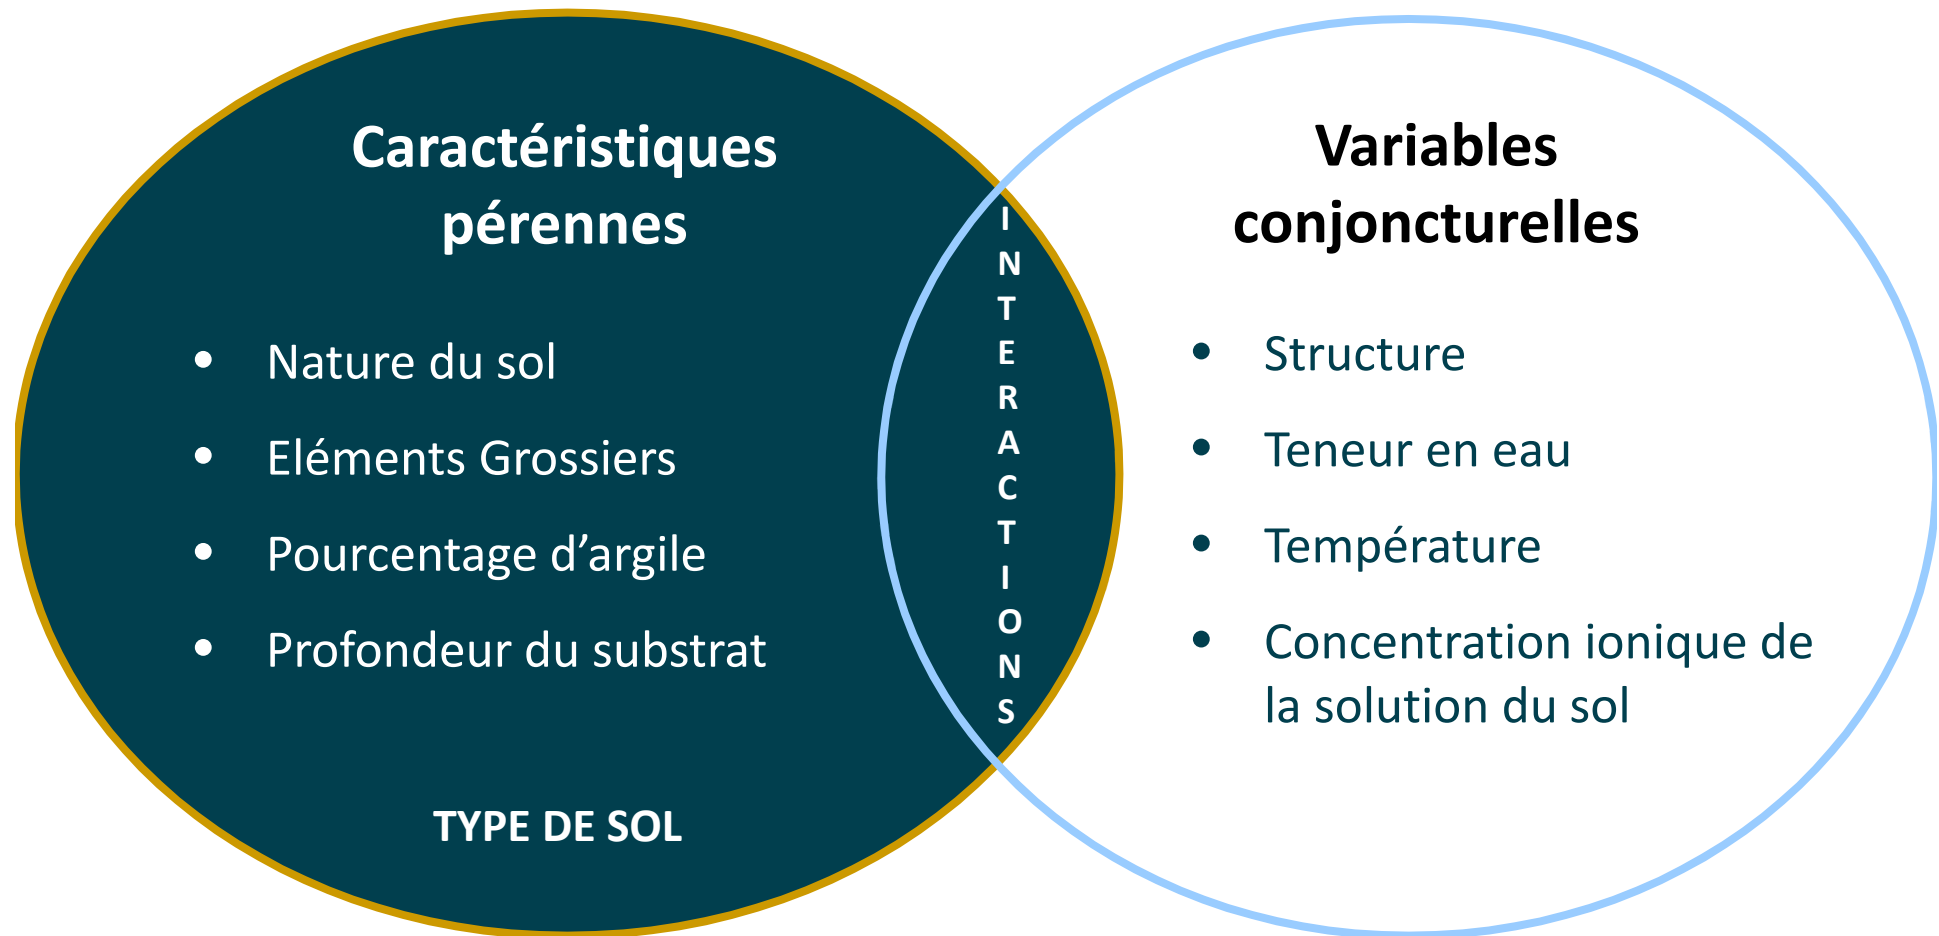 Caractéristiques
pérennes
• Nature du sol
• Eléments Grossiers
• Pourcentage d’argile
• Profondeur du substrat
TYPE DE SOL
INTERACTIONS
Variables
conjoncturelles
• Structure
• Teneur en eau
• Température
• Concentration ionique de
la solution du sol